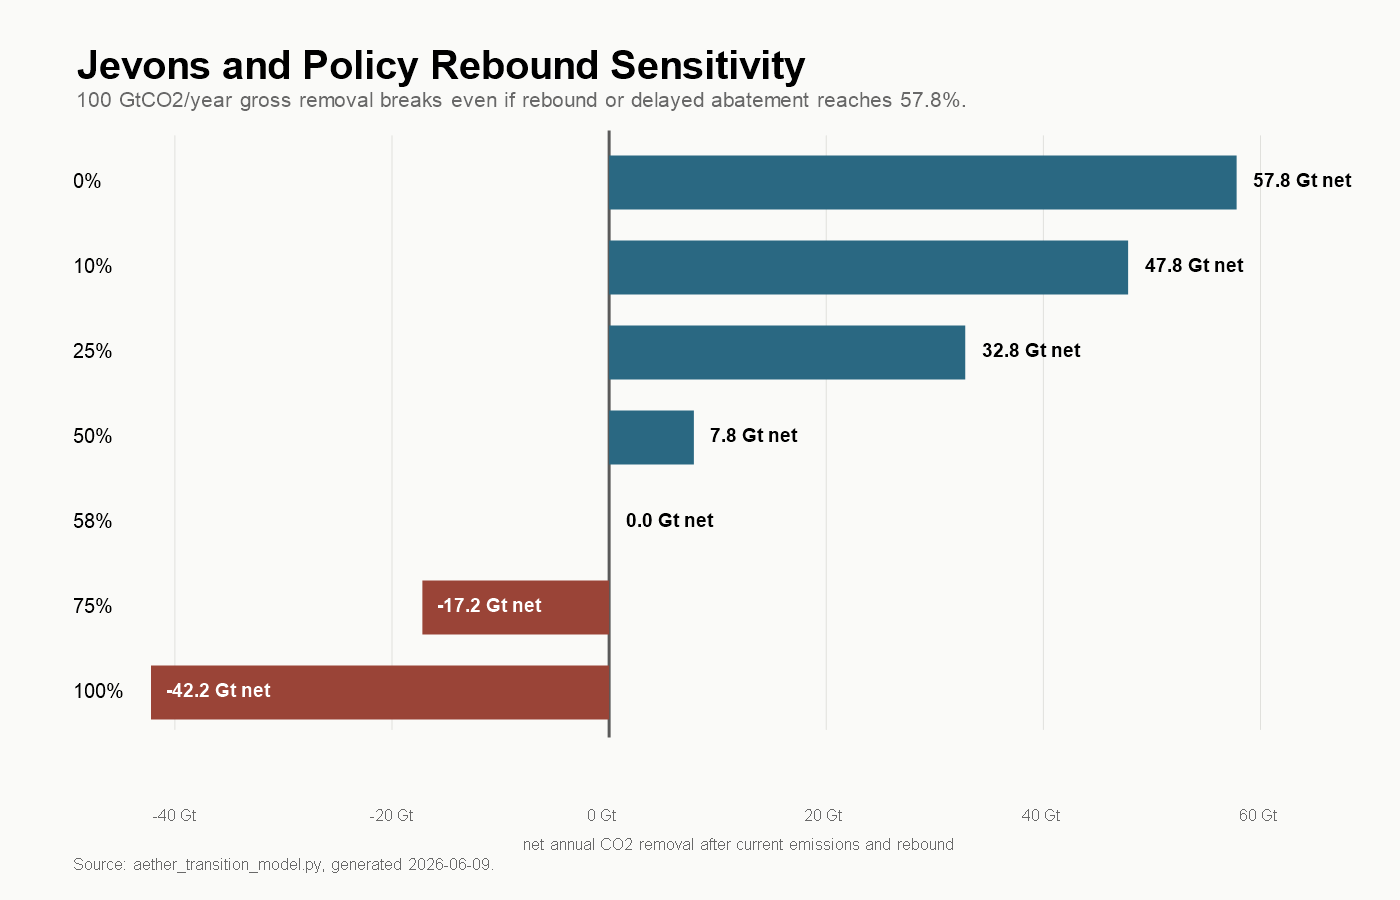 Jevons and Policy Rebound Sensitivity
100 GtCO2/year gross removal breaks even if rebound or delayed abatement reaches 57.8%.
0%
57.8 Gt net
10%
47.8 Gt net
25%
32.8 Gt net
50%
7.8 Gt net
58%
0.0 Gt net
75%
-17.2 Gt net
100%
-42.2 Gt net
-40 Gt
-20 Gt
0 Gt
20 Gt
40 Gt
60 Gt
net annual CO2 removal after current emissions and rebound
Source: aether_transition_model.py, generated 2026-06-09.